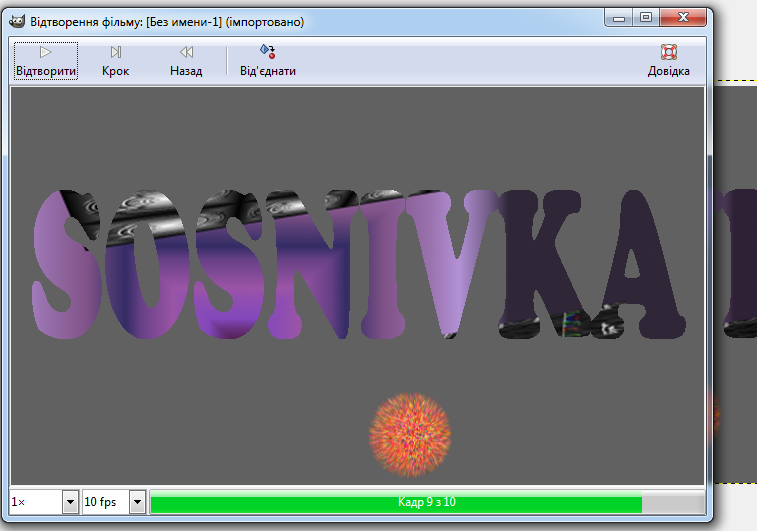 Відтворення фільму: [Без имени-1] (імпортовано)
Відтворити Крок Назад Від'єднати Довідка
SOSNIVKA
1× 10 fps Кадр 9 з 10